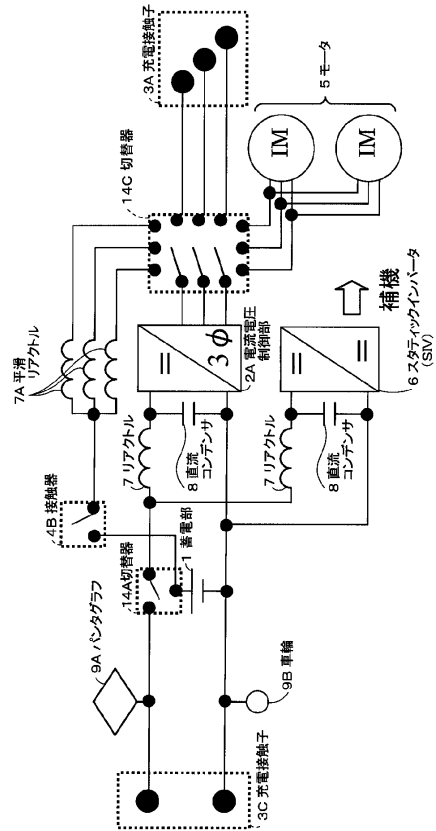 3A 充電接触子
14C 切替器
5 モータ
IM
IM
7A 平滑
リアクトル
3φ
2A 電流電圧
制御部
補機
6 スタティックインバータ
(SIV)
7 リアクトル
8 直流
コンデンサ
7 リアクトル
8 直流
コンデンサ
4B 接触器
14A切替器
1 蓄電部
9A パンタグラフ
9B 車輪
3C 充電接触子